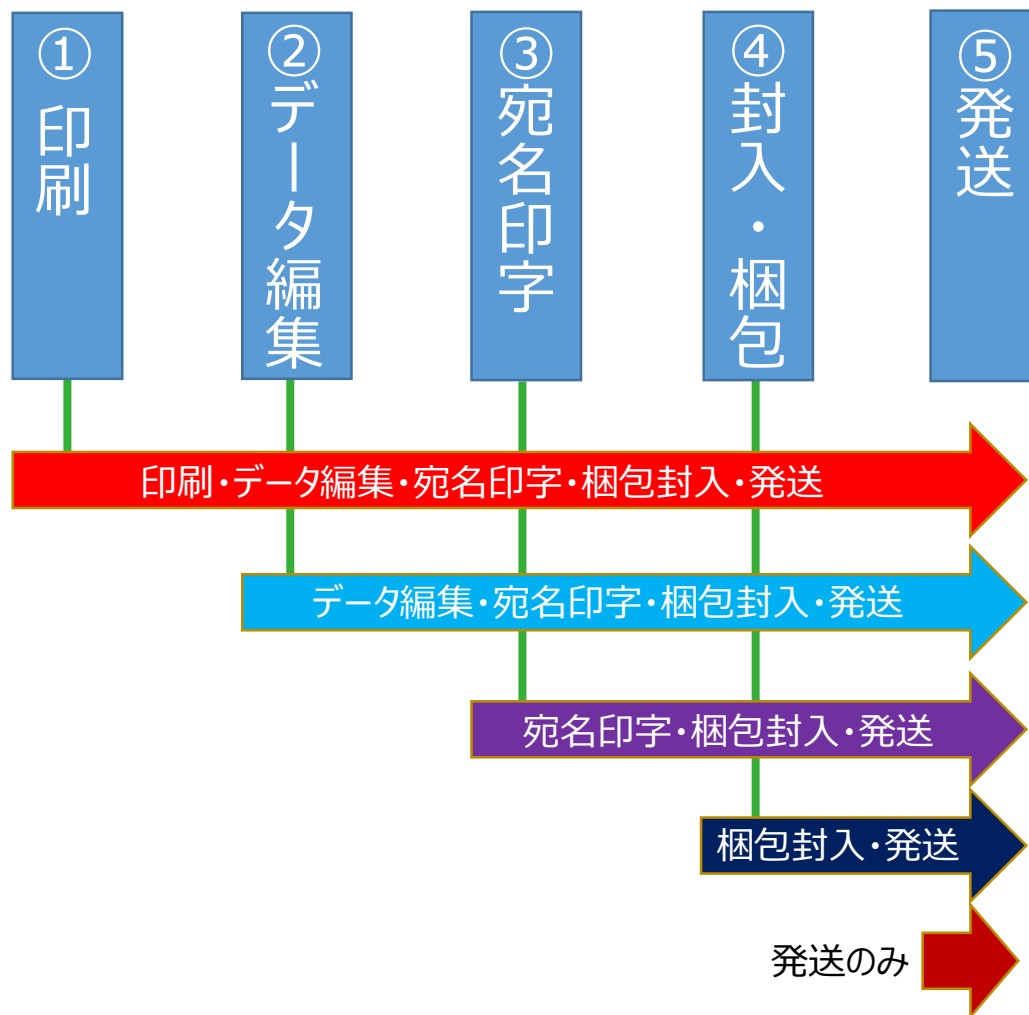 ①印刷
②データ編集
③宛名印字
④封入・梱包
⑤発送
印刷・データ編集・宛名印字・梱包封入・発送
データ編集・宛名印字・梱包封入・発送
宛名印字・梱包封入・発送
梱包封入・発送
発送のみ